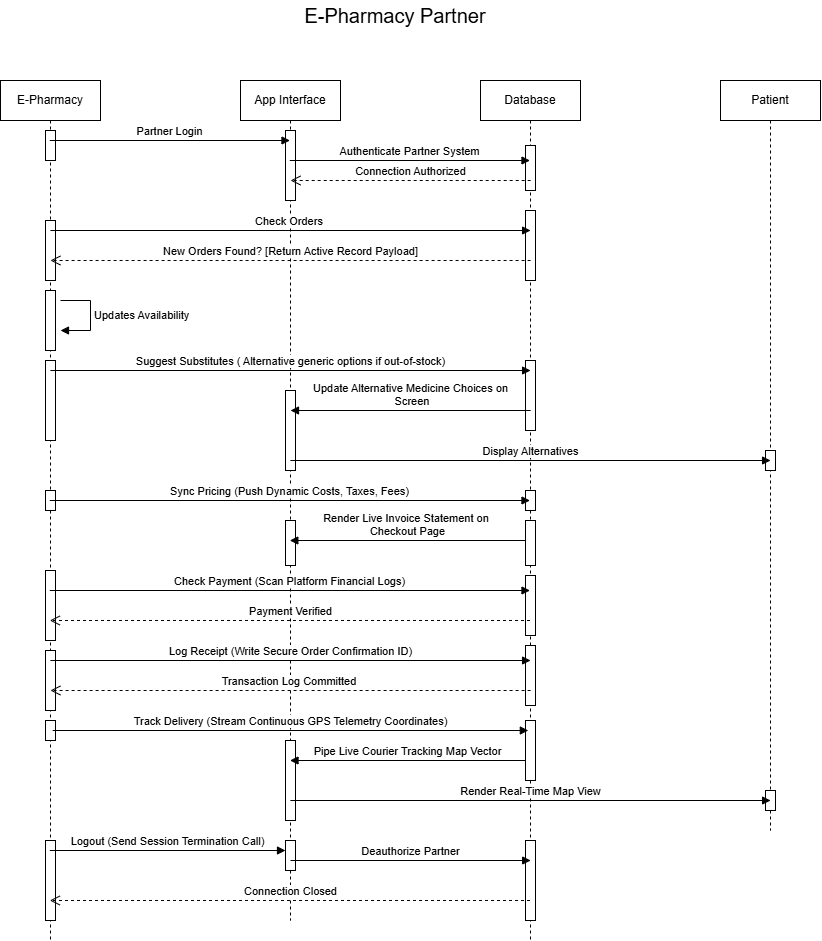 E-Pharmacy Partner
E-Pharmacy
App Interface
Database
Patient
Partner Login
Authenticate Partner System
Connection Authorized
Check Orders
New Orders Found? [Return Active Record Payload]
Updates Availability
Suggest Substitutes ( Alternative generic options if out-of-stock)
Update Alternative Medicine Choices on
Screen
Display Alternatives
Sync Pricing (Push Dynamic Costs, Taxes, Fees)
Render Live Invoice Statement on
Checkout Page
Check Payment (Scan Platform Financial Logs)
Payment Verified
Log Receipt (Write Secure Order Confirmation ID)
Transaction Log Committed
Track Delivery (Stream Continuous GPS Telemetry Coordinates)
Pipe Live Courier Tracking Map Vector
Render Real-Time Map View
Logout (Send Session Termination Call)
Deauthorize Partner
Connection Closed